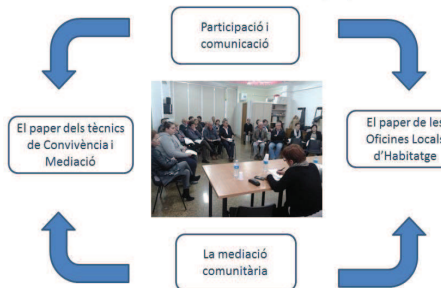 Participació i
comunicació
El paper dels tècnics
de Convivència i
Mediació
El paper de les
Oficines Locals
d'Habitatge
La mediació
comunitària